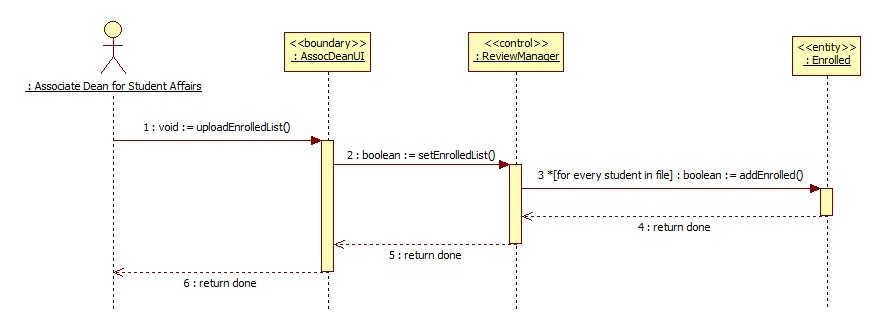 <<boundary>>
: AssocDeanUI
<<control>>
: ReviewManager
<<entity>>
: Enrolled
: Associate Dean for Student Affairs
1 : void := uploadEnrolledList()
2 : boolean := setEnrolledList()
3 *[for every student in file] : boolean := addEnrolled()
4 : return done
5 : return done
6 : return done